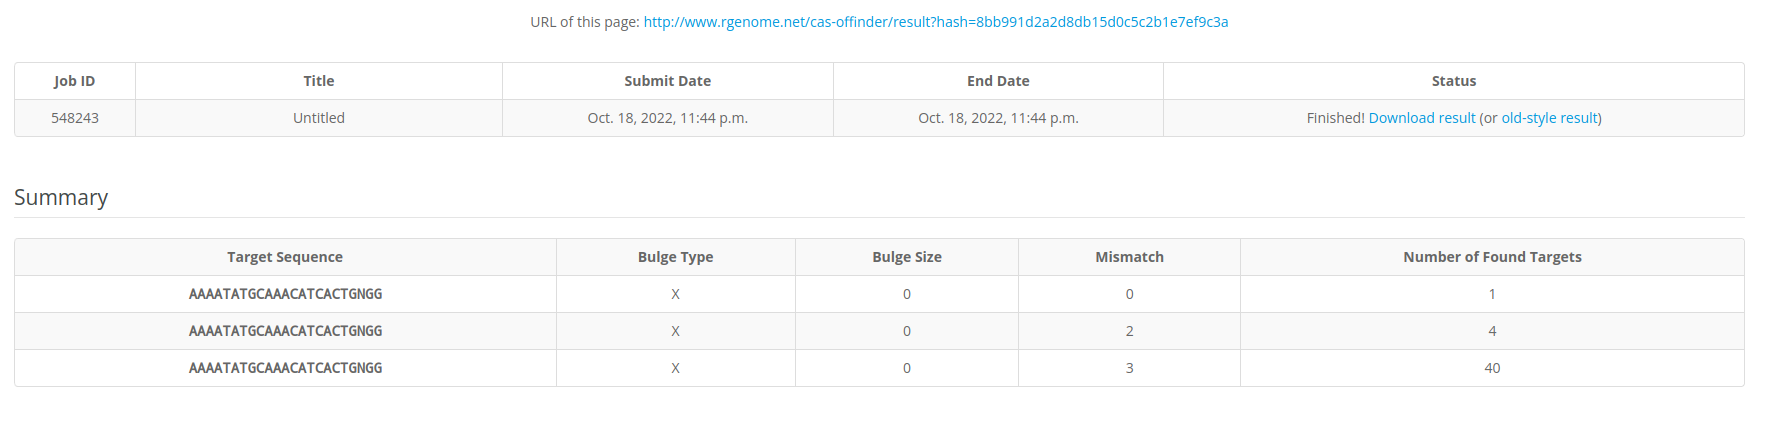 URL of this page: http://www.rgenome.net/cas-offinder/result?hash=8bb991d2a2d8db15d0c5c2b1e7ef9c3a
Job ID Title Submit Date End Date Status
548243 Untitled Oct. 18, 2022, 11:44 p.m. Oct. 18, 2022, 11:44 p.m. Finished! Download result (or old-style result)
Summary
Target Sequence Bulge Type Bulge Size Mismatch Number of Found Targets
AAAATATGCAAACATCACTGNGG X 0 0 1
AAAATATGCAAACATCACTGNGG X 0 2 4
AAAATATGCAAACATCACTGNGG X 0 3 40